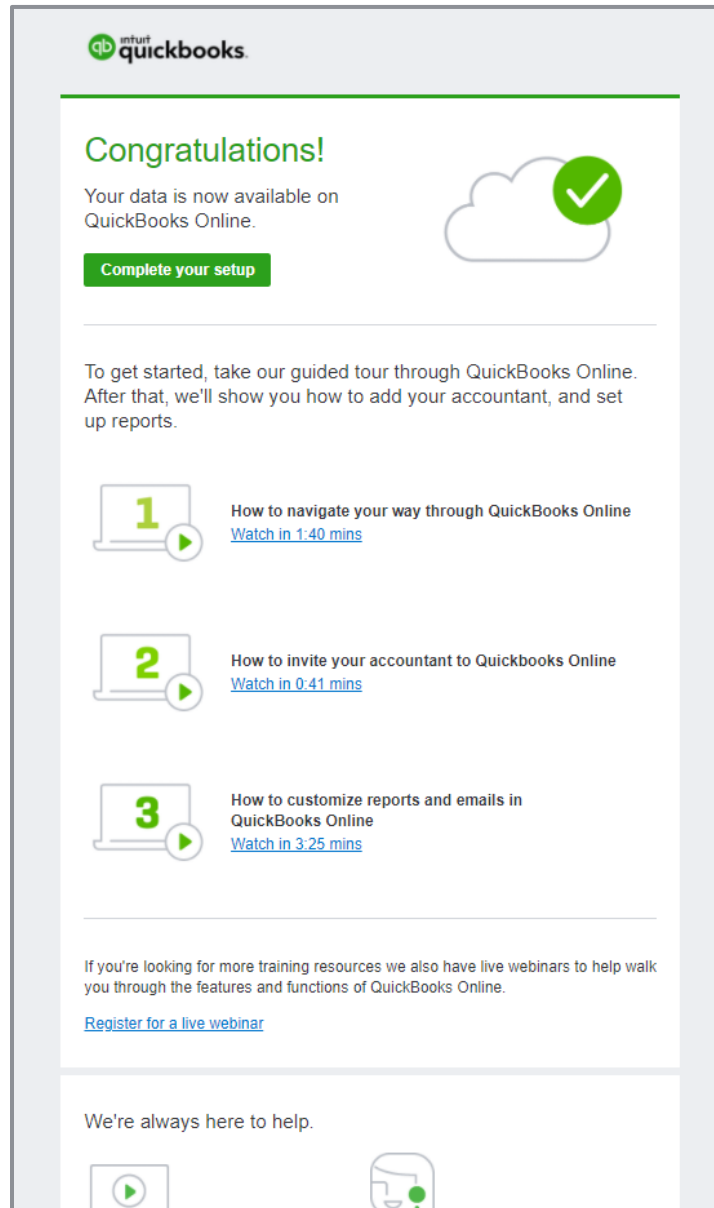 intuit
quickbooks.
Congratulations!
Your data is now available on
QuickBooks Online.
Complete your setup
To get started, take our guided tour through QuickBooks Online.
After that, we'll show you how to add your accountant, and set
up reports.
1
How to navigate your way through QuickBooks Online
Watch in 1:40 mins
2
How to invite your accountant to Quickbooks Online
Watch in 0:41 mins
3
How to customize reports and emails in
QuickBooks Online
Watch in 3:25 mins
If you're looking for more training resources we also have live webinars to help walk
you through the features and functions of QuickBooks Online.
Register for a live webinar
We're always here to help.